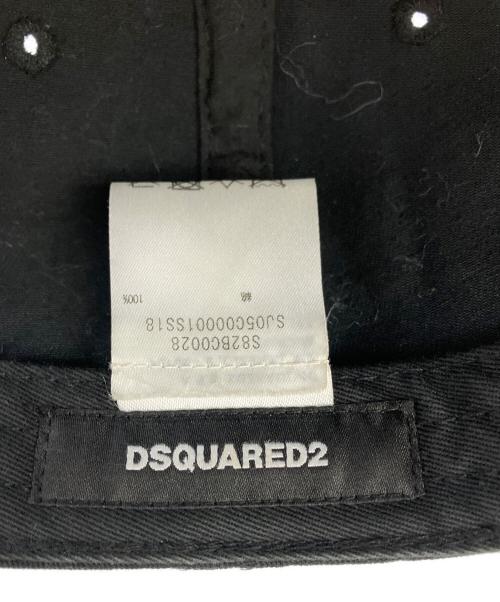 S82BC0028
SJ05C00001SS18
綿
100%
DSQUARED2